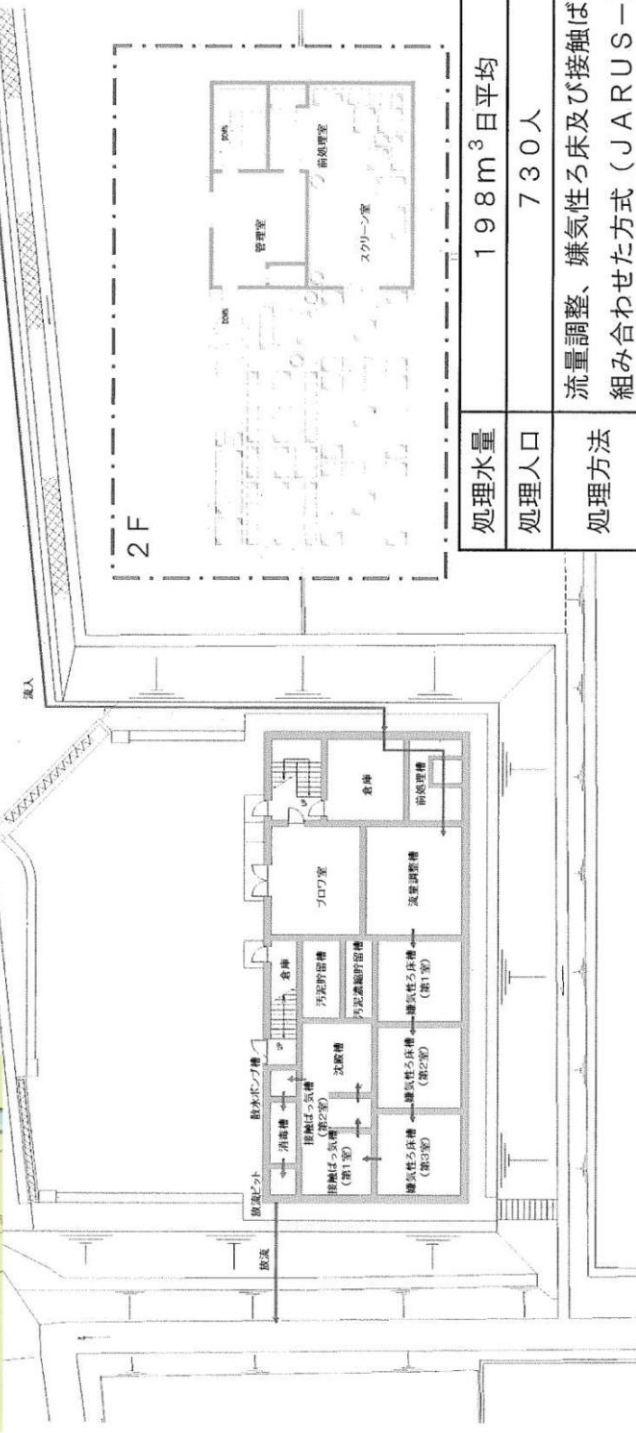 流入
2F
前処理室
管理室
スクリーン室
処理水量 198m³日平均
処理人口 730人
処理方法 流量調整、嫌気性ろ床及び接触ば
組み合わせた方式(JARUS-
倉庫
前処理槽
UP
ブロワ室
流量調整槽
倉庫
汚泥貯留槽
汚泥濃縮貯留槽
嫌気性ろ床槽
(第1室)
UP
散水ポンプ槽
沈殿槽
嫌気性ろ床槽
(第2室)
消毒槽
接触ばっ気槽
(第2室)
接触ばっ気槽
(第1室)
嫌気性ろ床槽
(第3室)
放流ピット
放流